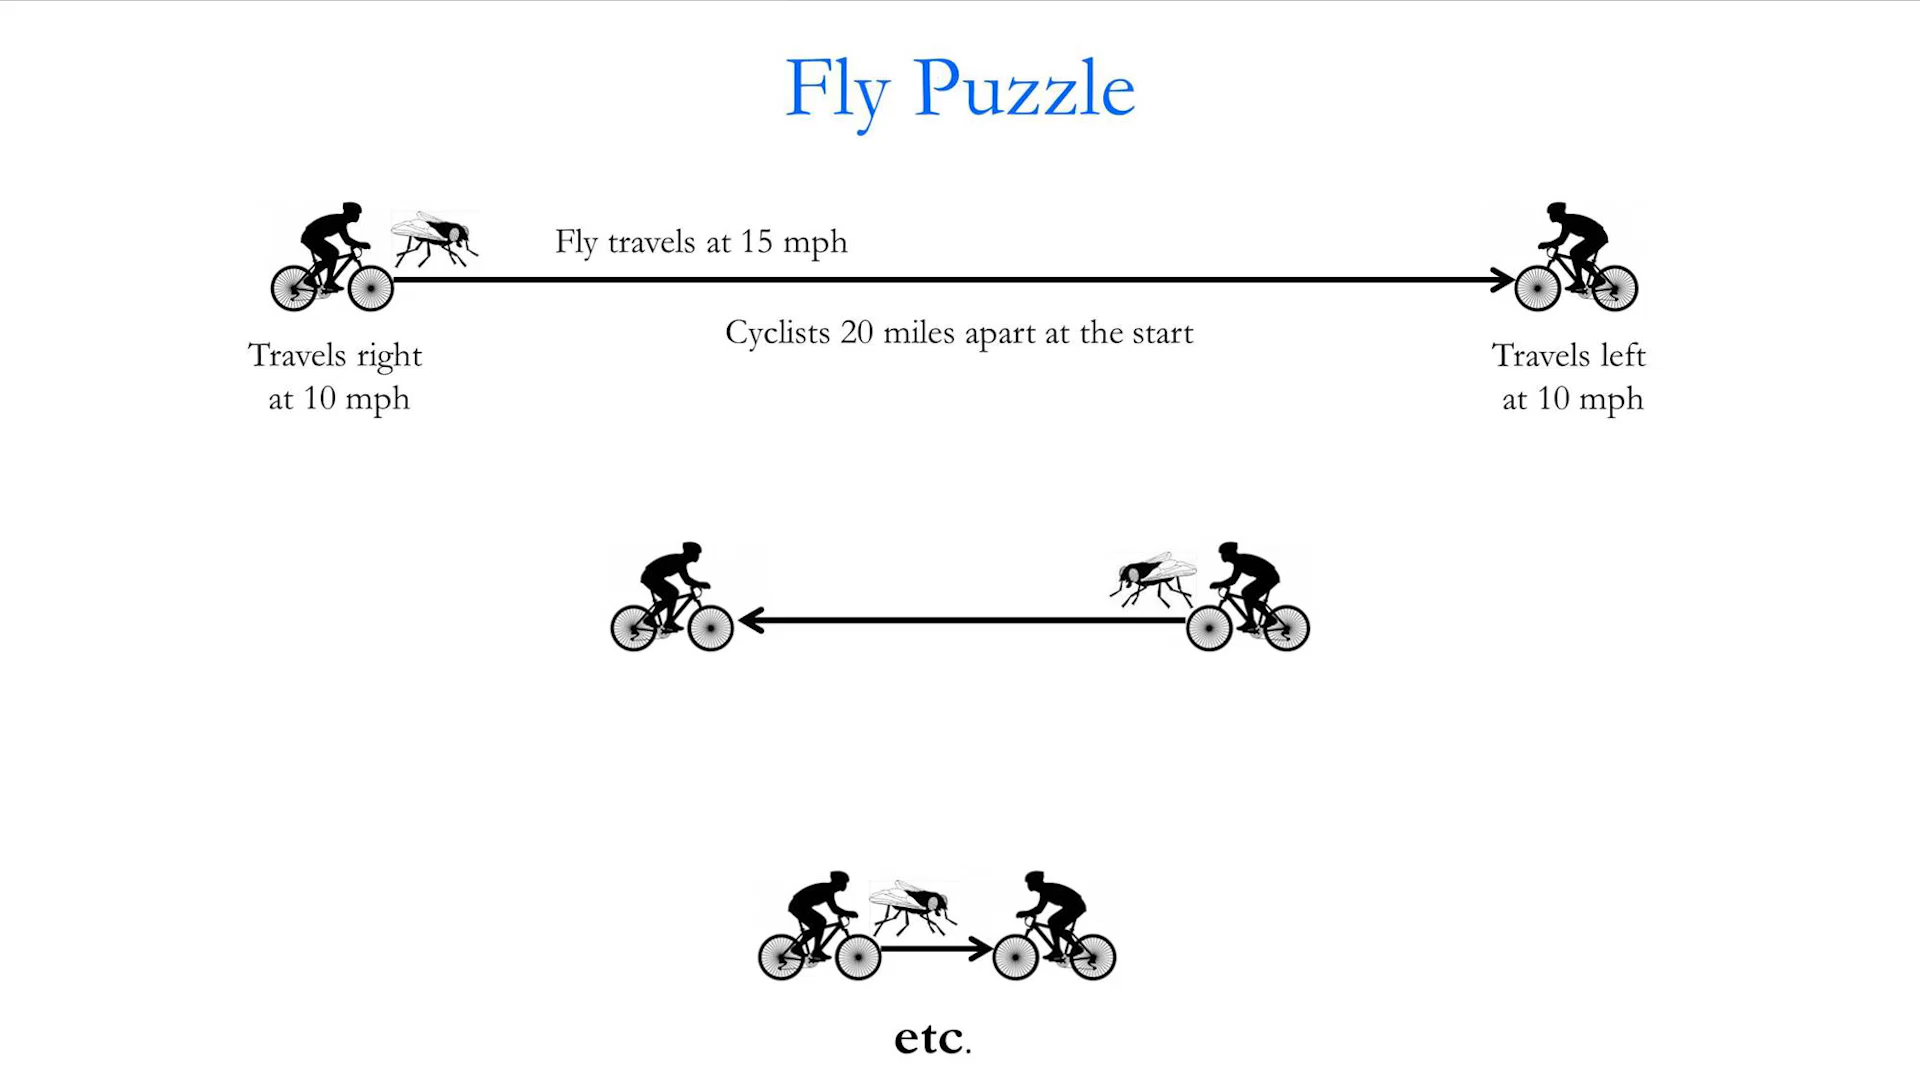 Fly Puzzle
Fly travels at 15 mph
Cyclists 20 miles apart at the start
Travels right
at 10 mph
Travels left
at 10 mph
etc.